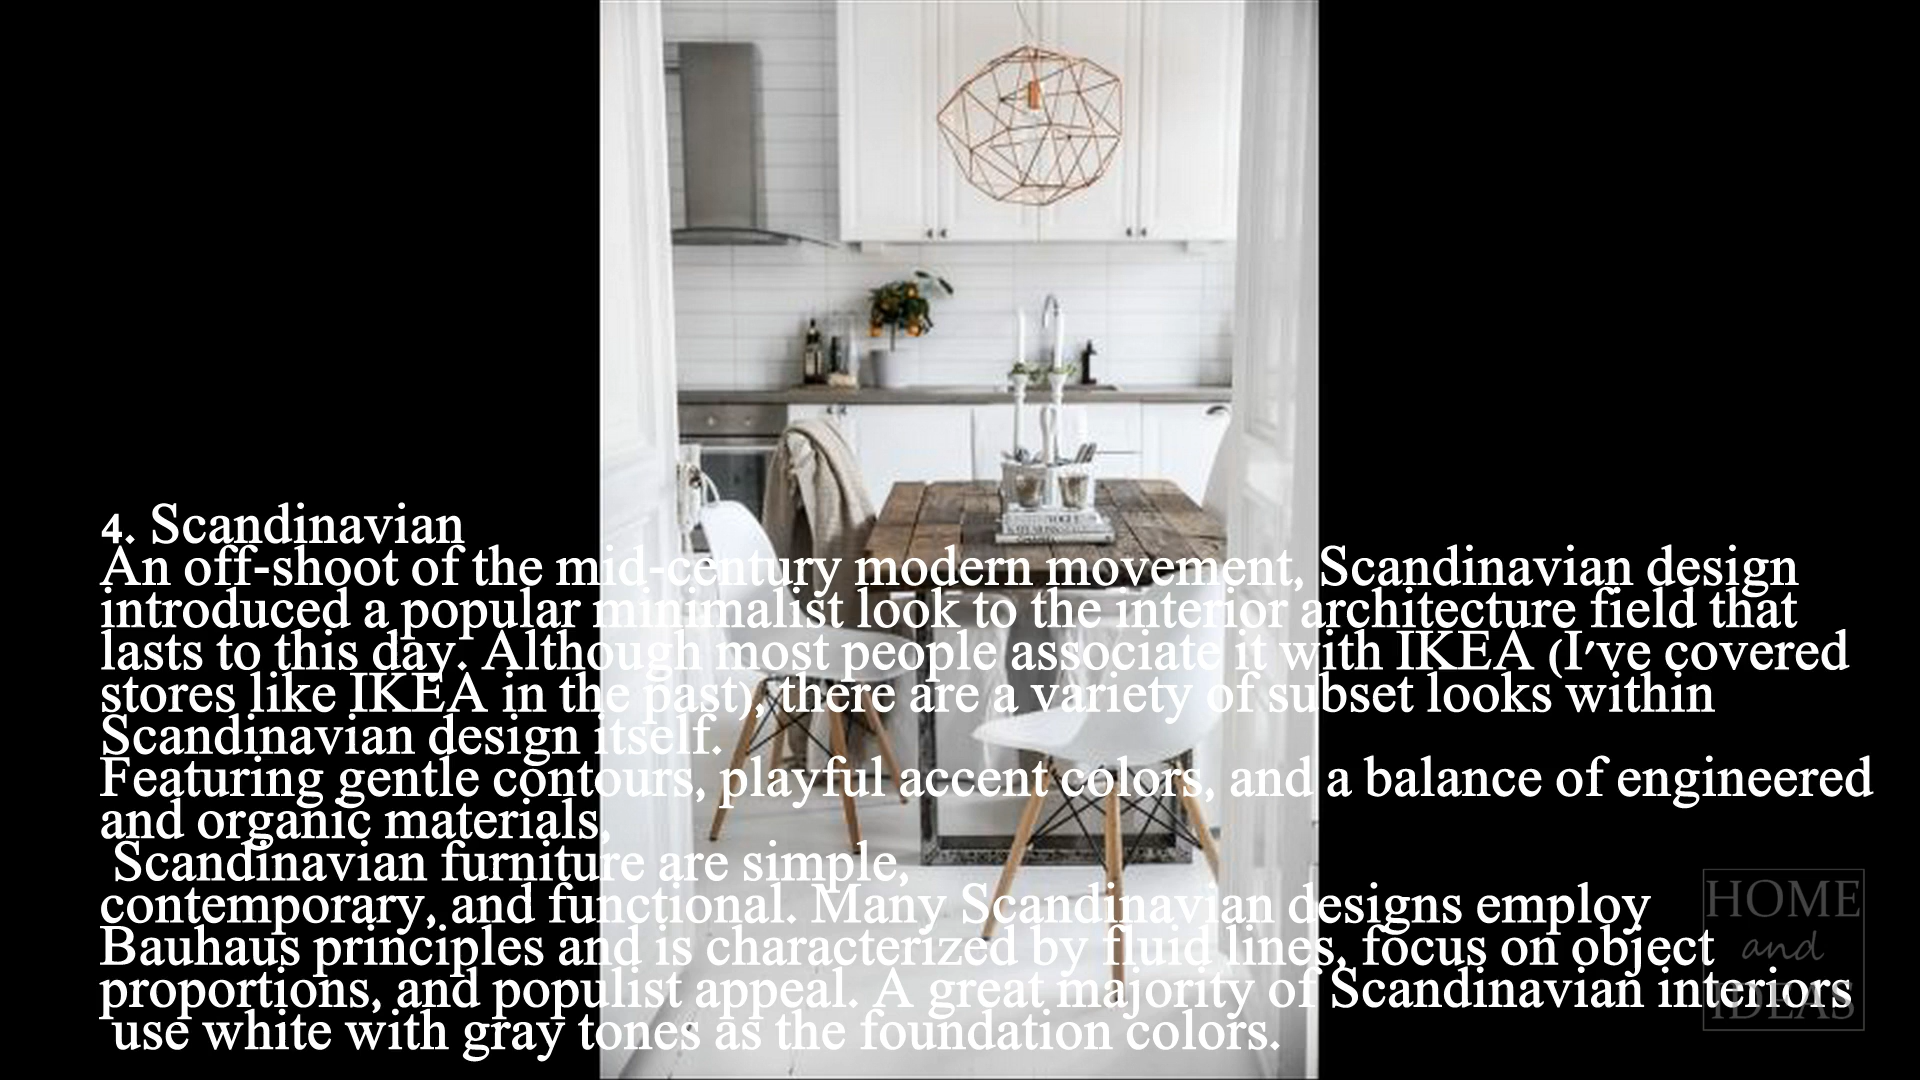 4. Scandinavian
An off-shoot of the mid-century modern movement, Scandinavian design
introduced a popular minimalist look to the interior architecture field that
lasts to this day. Although most people associate it with IKEA (I've covered
stores like IKEA in the past), there are a variety of subset looks within
Scandinavian design itself.
Featuring gentle contours, playful accent colors, and a balance of engineered
and organic materials,
Scandinavian furniture are simple,
contemporary, and functional. Many Scandinavian designs employ
Bauhaus principles and is characterized by fluid lines, focus on object
proportions, and populist appeal. A great majority of Scandinavian interiors
use white with gray tones as the foundation colors.
HOME
and
IDEAS
VOGUE